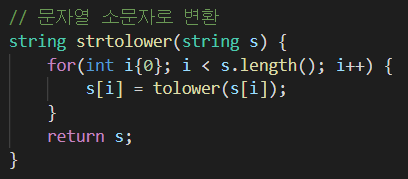 // 문자열 소문자로 변환
string strtolower(string s) {
    for(int i{0}; i < s.length(); i++) {
        s[i] = tolower(s[i]);
    }
    return s;
}